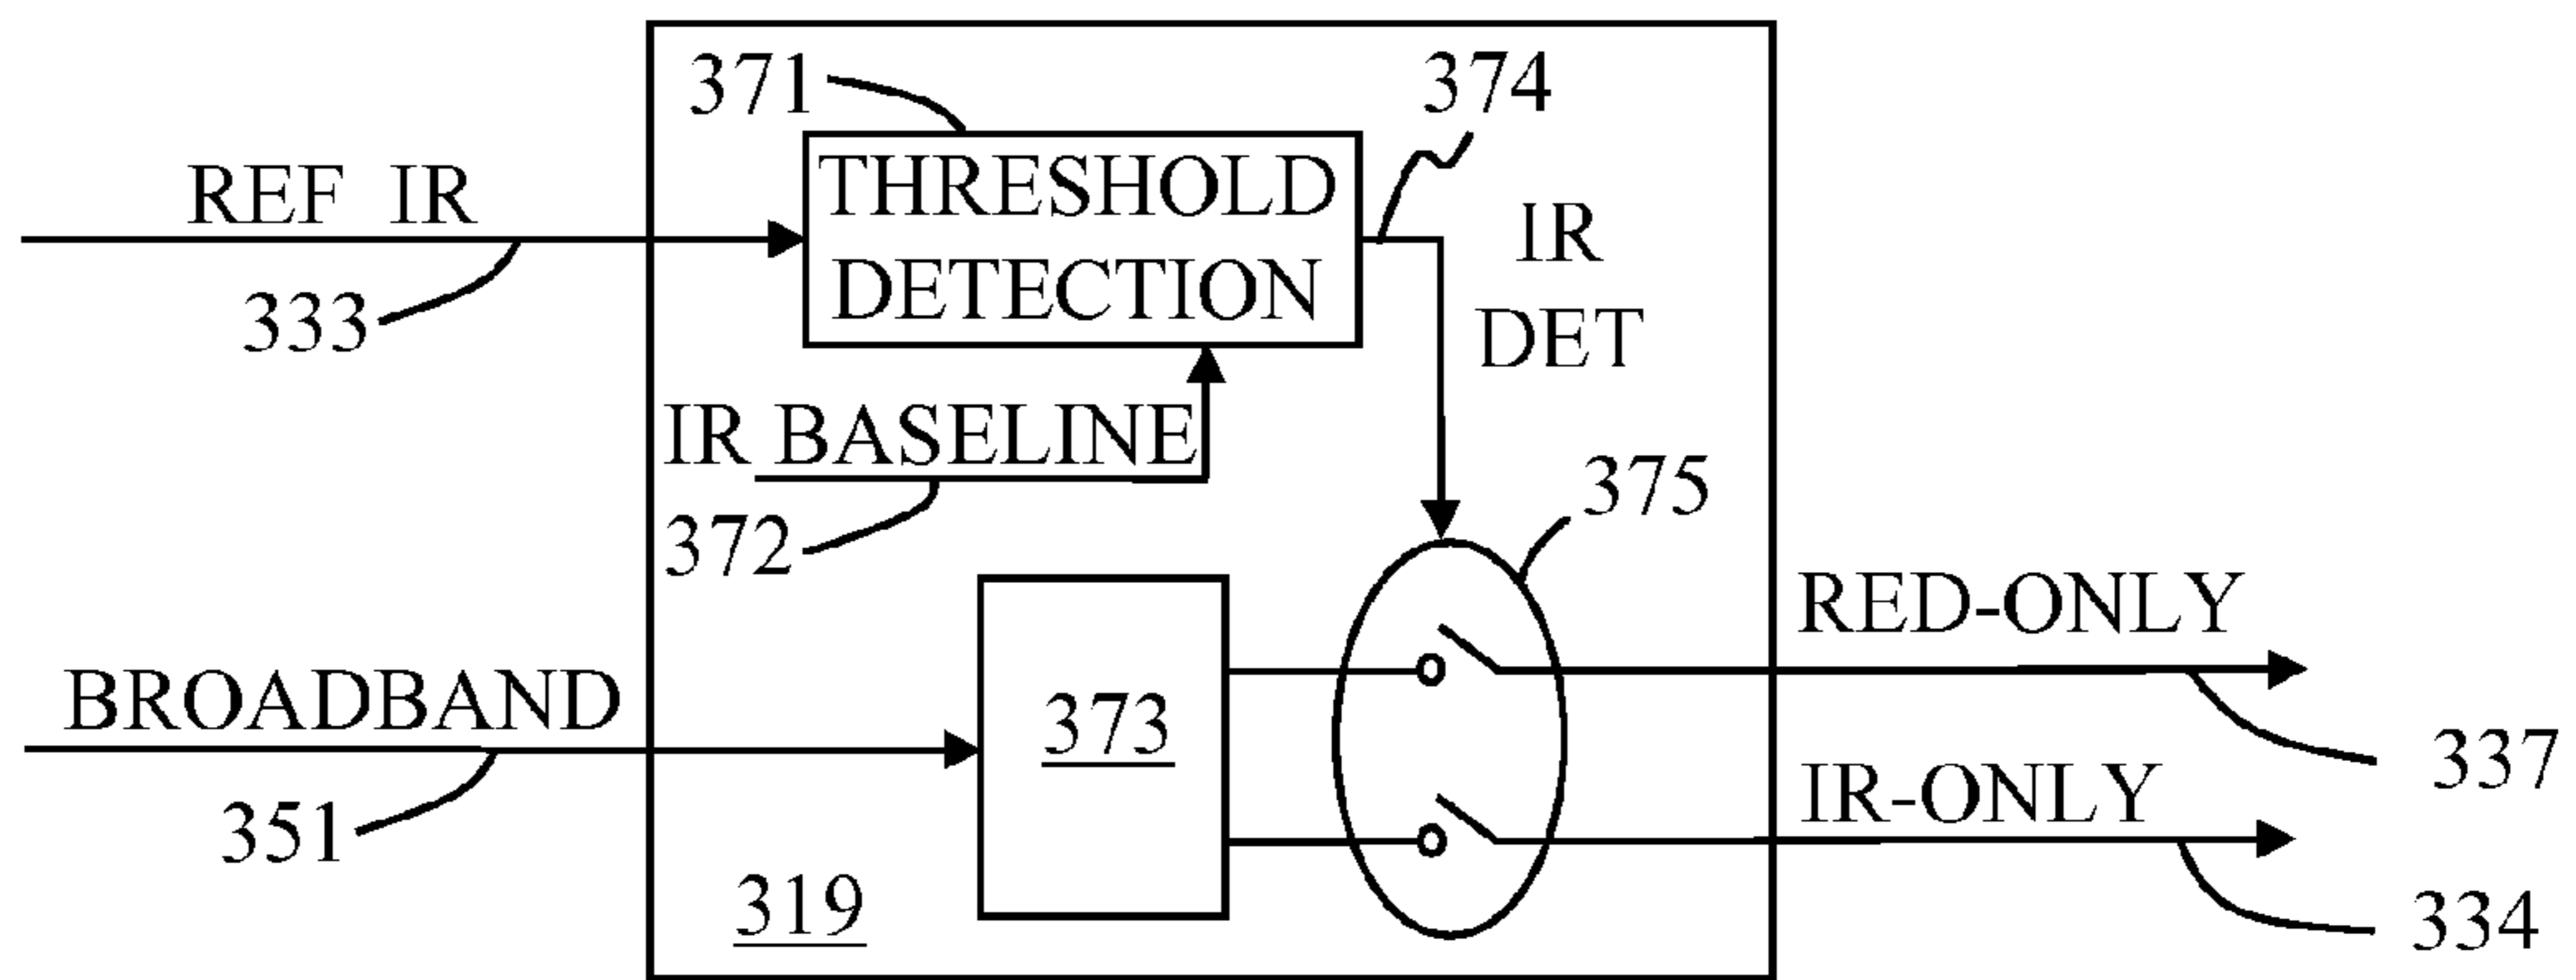 371
374
REF IR
THRESHOLD
DETECTION
333
IR
DET
IR BASELINE
372
375
RED-ONLY
BROADBAND
373
337
351
IR-ONLY
319
334